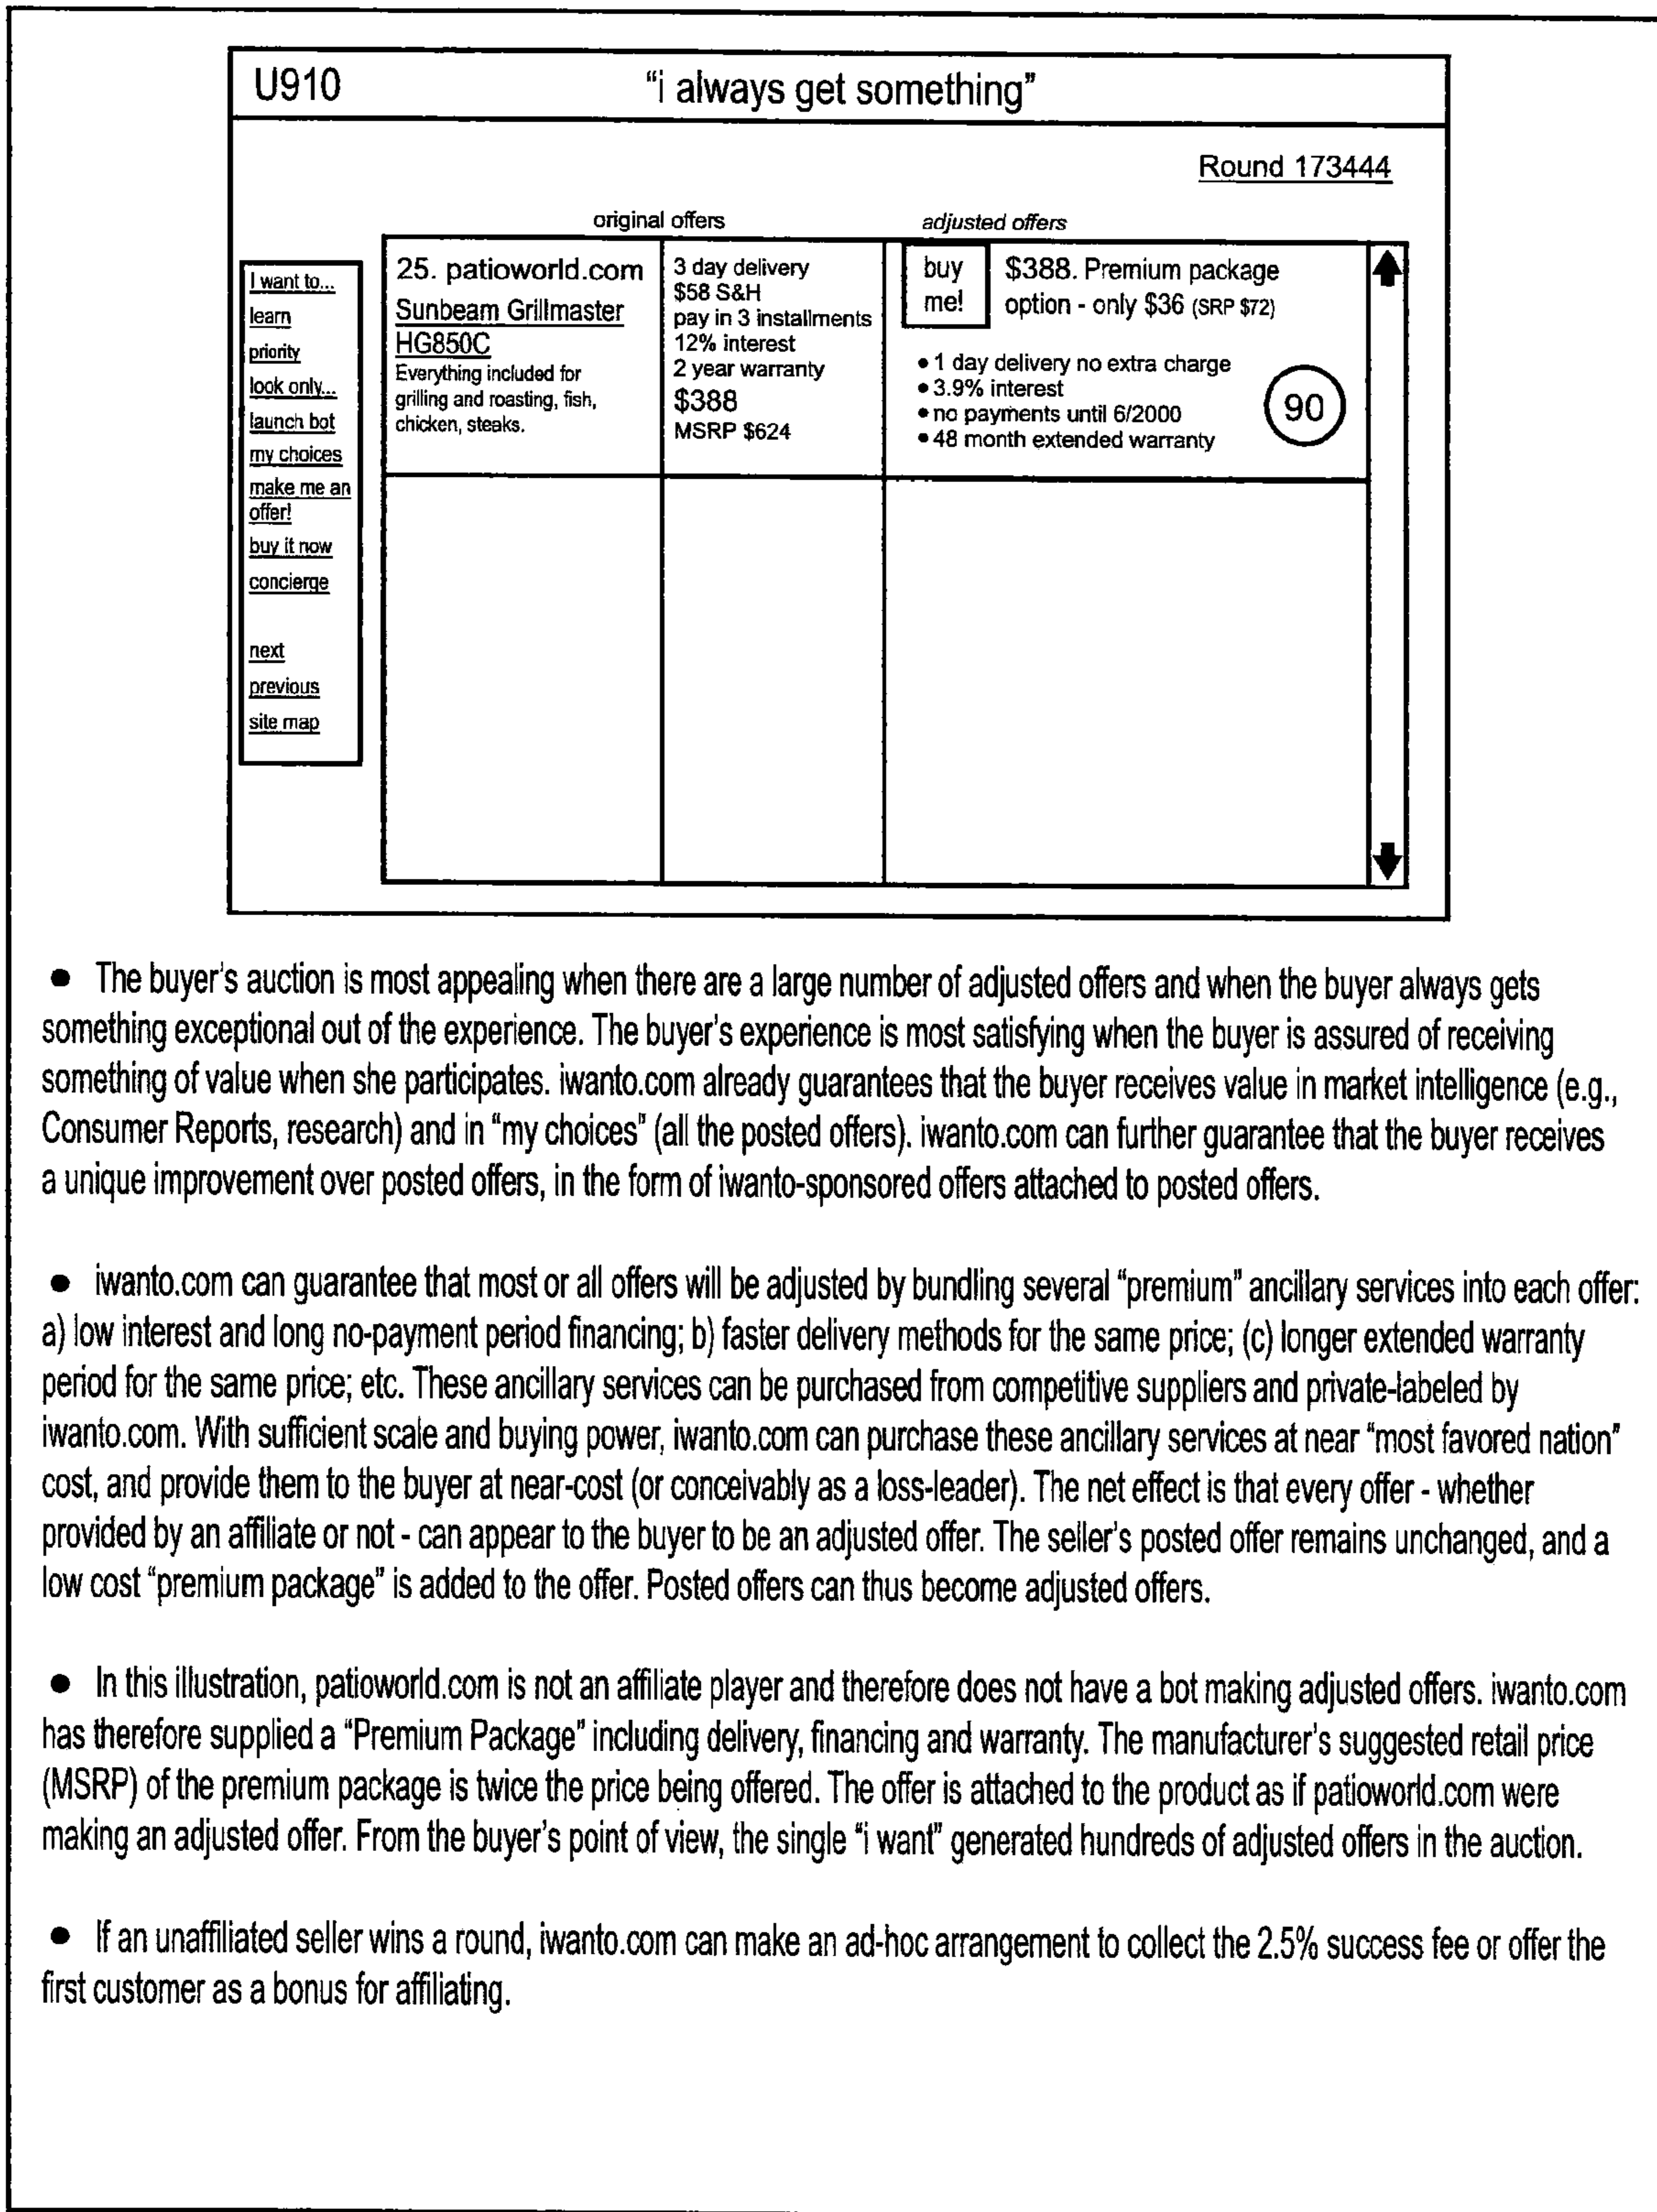 U910
“i always get something”
Round 173444
original offers
adjusted offers
I want to...
learn
priority
look only...
launch bot
my choices
make me an
offer!
buy it now
concierge
next
previous
site map
25. patioworld.com
Sunbeam Grillmaster
HG850C
Everything included for
grilling and roasting, fish,
chicken, steaks.
3 day delivery
$58 S&H
pay in 3 installments
12% interest
2 year warranty
$388
MSRP $624
buy
me!
$388. Premium package
option - only $36 (SRP $72)
• 1 day delivery no extra charge
• 3.9% interest
• no payments until 6/2000
• 48 month extended warranty
90
• The buyer's auction is most appealing when there are a large number of adjusted offers and when the buyer always gets
something exceptional out of the experience. The buyer's experience is most satisfying when the buyer is assured of receiving
something of value when she participates. iwanto.com already guarantees that the buyer receives value in market intelligence (e.g.,
Consumer Reports, research) and in “my choices” (all the posted offers). iwanto.com can further guarantee that the buyer receives
a unique improvement over posted offers, in the form of iwanto-sponsored offers attached to posted offers.
• iwanto.com can guarantee that most or all offers will be adjusted by bundling several “premium” ancillary services into each offer:
a) low interest and long no-payment period financing; b) faster delivery methods for the same price; (c) longer extended warranty
period for the same price; etc. These ancillary services can be purchased from competitive suppliers and private-labeled by
iwanto.com. With sufficient scale and buying power, iwanto.com can purchase these ancillary services at near “most favored nation”
cost, and provide them to the buyer at near-cost (or conceivably as a loss-leader). The net effect is that every offer - whether
provided by an affiliate or not - can appear to the buyer to be an adjusted offer. The seller's posted offer remains unchanged, and a
low cost “premium package” is added to the offer. Posted offers can thus become adjusted offers.
• In this illustration, patioworld.com is not an affiliate player and therefore does not have a bot making adjusted offers. iwanto.com
has therefore supplied a “Premium Package” including delivery, financing and warranty. The manufacturer's suggested retail price
(MSRP) of the premium package is twice the price being offered. The offer is attached to the product as if patioworld.com were
making an adjusted offer. From the buyer's point of view, the single “i want” generated hundreds of adjusted offers in the auction.
• If an unaffiliated seller wins a round, iwanto.com can make an ad-hoc arrangement to collect the 2.5% success fee or offer the
first customer as a bonus for affiliating.